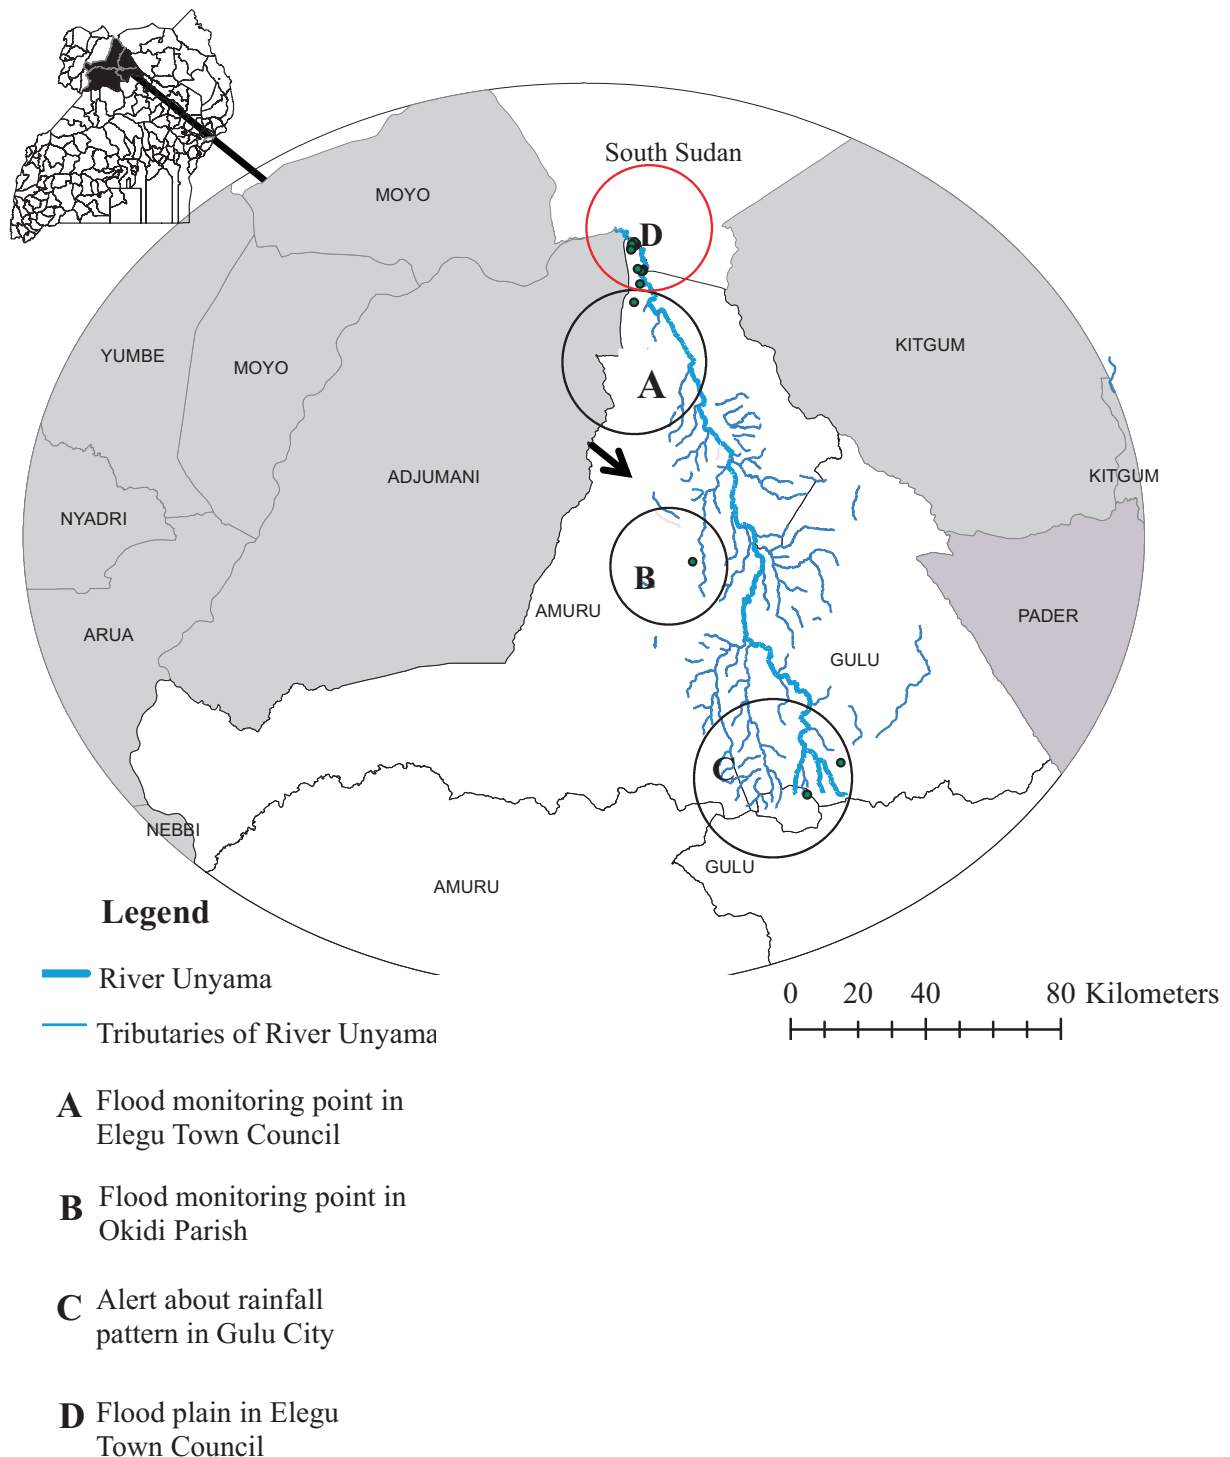 South Sudan
MOYO
D
YUMBE
MOYO
KITGUM
A
ADJUMANI
KITGUM
NYADRI
B
AMURU
PADER
ARUA
GULU
C
NEBBI
GULU
AMURU
Legend
River Unyama
Tributaries of River Unyama
0 20 40 80 Kilometers
A Flood monitoring point in
Elegu Town Council
B Flood monitoring point in
Okidi Parish
C Alert about rainfall
pattern in Gulu City
D Flood plain in Elegu
Town Council